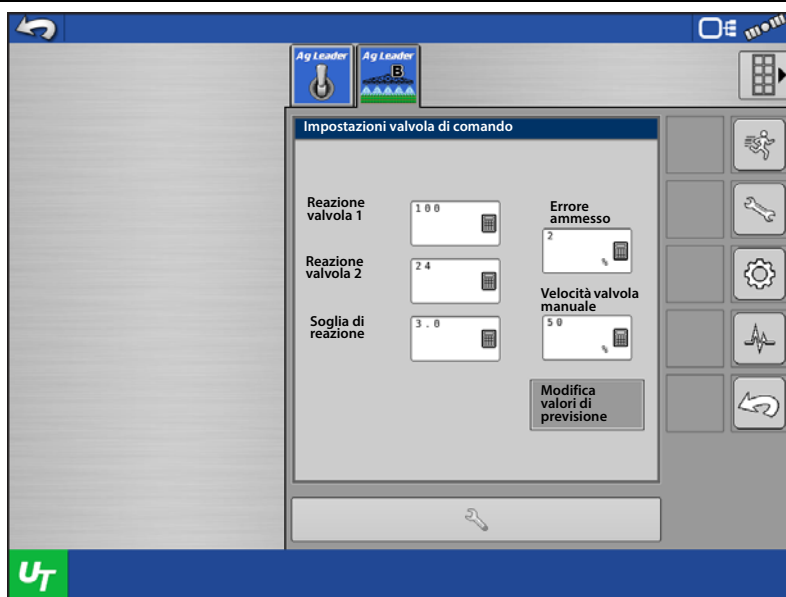 Ag Leader
Ag Leader
B
Impostazioni valvola di comando
Reazione
valvola 1
100
Errore
ammesso
2
%
Reazione
valvola 2
24
Velocità valvola
manuale
50
%
Soglia di
reazione
3.0
Modifica
valori di
previsione
UT